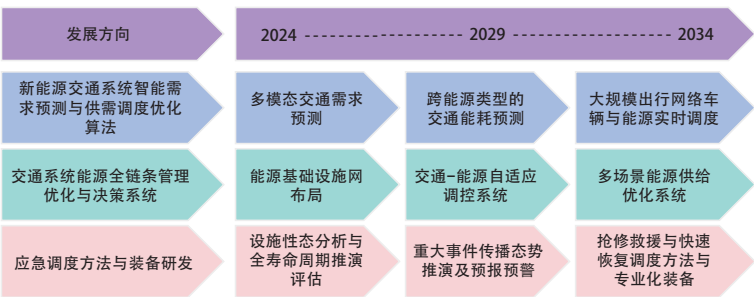 发展方向
2024 ---------------- 2029 ---------------- 2034
新能源交通系统智能需
求预测与供需调度优化
算法
多模态交通需求
预测
跨能源类型的
交通能耗预测
大规模出行网络车
辆与能源实时调度
交通系统能源全链条管理
优化与决策系统
能源基础设施网
布局
交通-能源自适应
调控系统
多场景能源供给
优化系统
应急调度方法与装备研发
设施性态分析与
全寿命周期推演
评估
重大事件传播态势
推演及预报预警
抢修救援与快速
恢复调度方法与
专业化装备